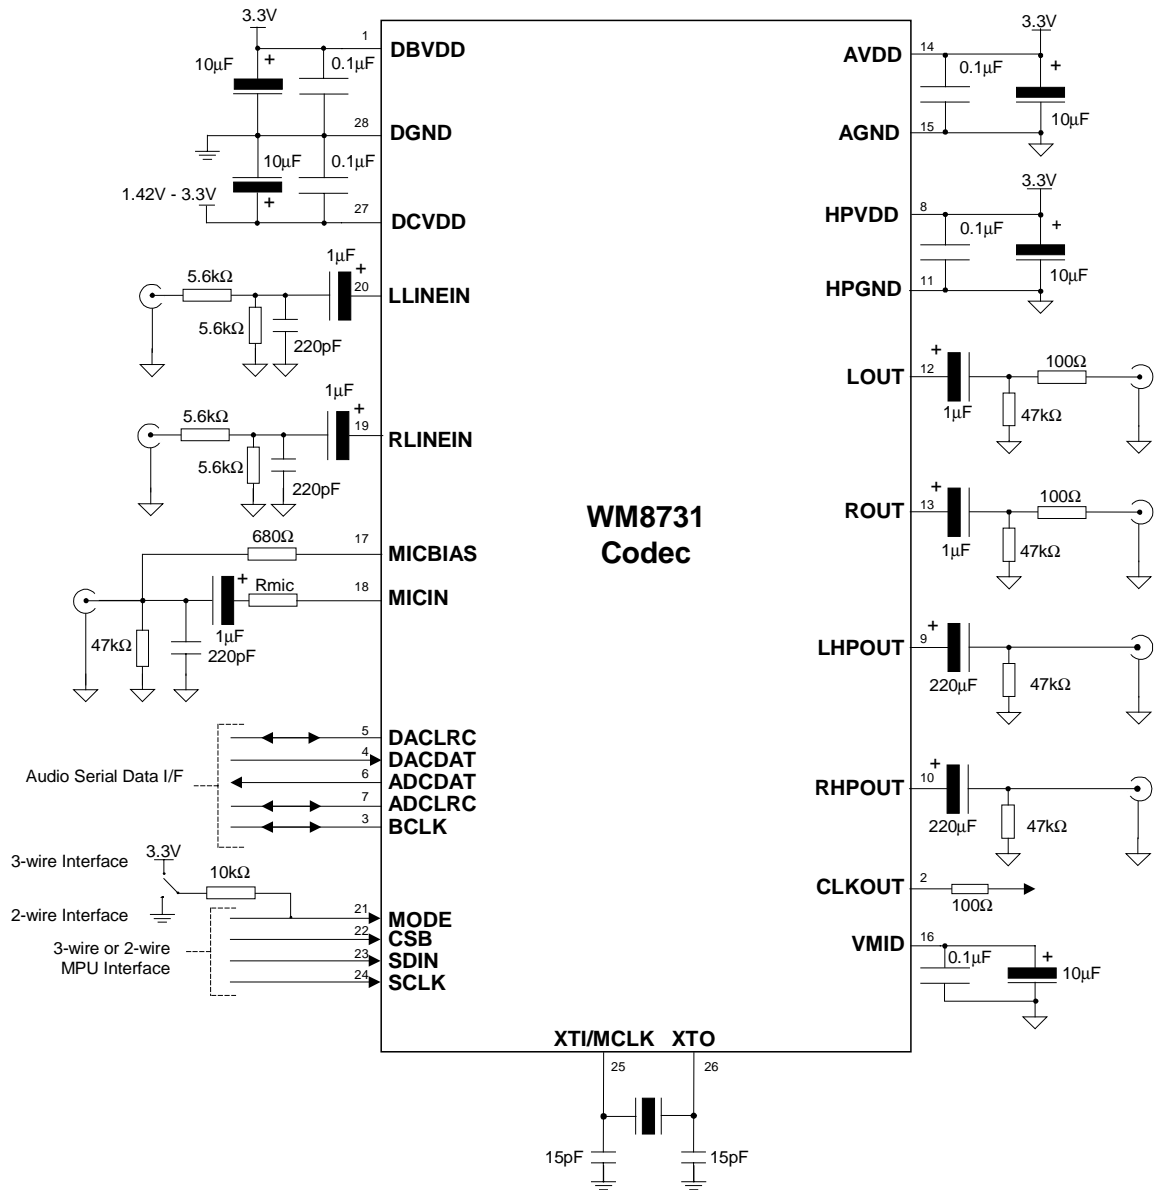 3.3V
1
DBVDD
10µF
+
0.1µF
28
DGND
10µF
0.1µF
+
1.42V - 3.3V
27
DCVDD
1µF
+
5.6kΩ
20
LLINEIN
5.6kΩ
220pF
1µF
+
5.6kΩ
19
RLINEIN
5.6kΩ
220pF
680Ω
17
MICBIAS
+
Rmic
18
MICIN
47kΩ
1µF
220pF
5
DACLRC
4
DACDAT
Audio Serial Data I/F
6
ADCDAT
7
ADCLRC
3
BCLK
3.3V
3-wire Interface
10kΩ
2-wire Interface
21
MODE
22
CSB
3-wire or 2-wire
MPU Interface
23
SDIN
24
SCLK
WM8731
Codec
3.3V
AVDD
14
0.1µF
+
10µF
AGND
15
3.3V
HPVDD
8
0.1µF
+
10µF
HPGND
11
LOUT
+
12
1µF
100Ω
47kΩ
ROUT
+
13
1µF
100Ω
47kΩ
LHPOUT
+
9
220µF
47kΩ
RHPOUT
+
10
220µF
47kΩ
CLKOUT
2
100Ω
VMID
16
0.1µF
+
10µF
XTI/MCLK
XTO
25
26
15pF
15pF